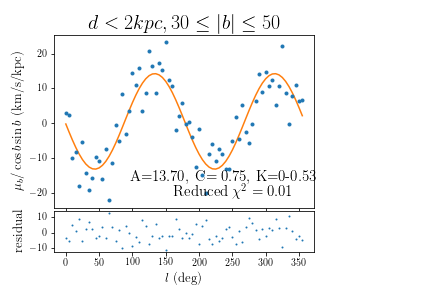 d < 2kpc, 30 ≤ |b| ≤ 50
μ_b / cos b sin b (km/s/kpc)
20
10
0
−10
−20
A=13.70, C= 0.75, K=0-0.53
Reduced χ² = 0.01
residual
10
0
−10
0 50 100 150 200 250 300 350
l (deg)